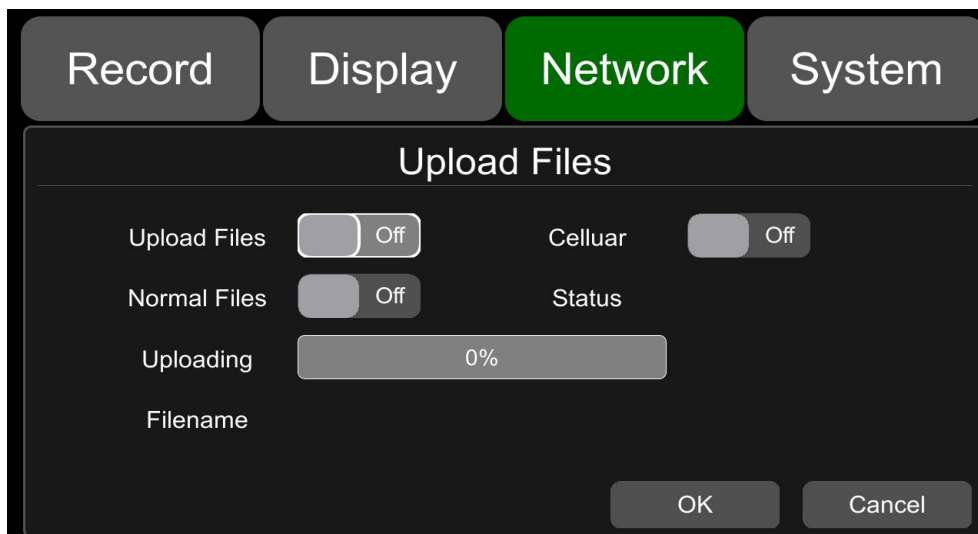 Record Display Network System
Upload Files
Upload Files Off Celluar Off
Normal Files Off Status
Uploading 0%
Filename
OK Cancel